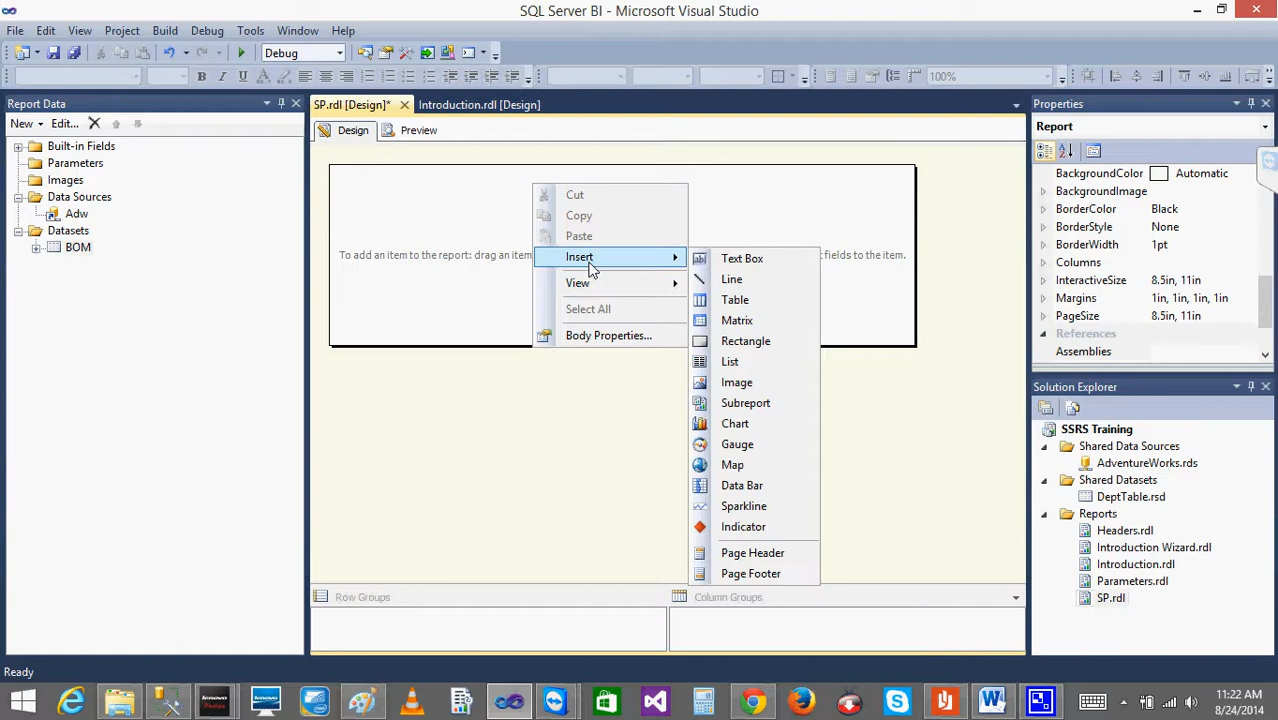 SQL Server BI - Microsoft Visual Studio
File Edit View Project Build Debug Tools Window Help
Debug
100%
Report Data
New Edit...
Built-in Fields
Parameters
Images
Data Sources
Adw
Datasets
BOM
SP.rdl [Design]* Introduction.rdl [Design]
Design Preview
To add an item to the report: drag an item
t fields to the item.
Cut
Copy
Paste
Insert
View
Select All
Body Properties...
Text Box
Line
Table
Matrix
Rectangle
List
Image
Subreport
Chart
Gauge
Map
Data Bar
Sparkline
Indicator
Page Header
Page Footer
Row Groups
Column Groups
Properties
Report
BackgroundColor Automatic
BackgroundImage
BorderColor Black
BorderStyle None
BorderWidth 1pt
Columns
InteractiveSize 8.5in, 11in
Margins 1in, 1in, 1in, 1in
PageSize 8.5in, 11in
References
Assemblies
Solution Explorer
SSRS Training
Shared Data Sources
AdventureWorks.rds
Shared Datasets
DeptTable.rsd
Reports
Headers.rdl
Introduction Wizard.rdl
Introduction.rdl
Parameters.rdl
SP.rdl
Ready
11:22 AM
8/24/2014